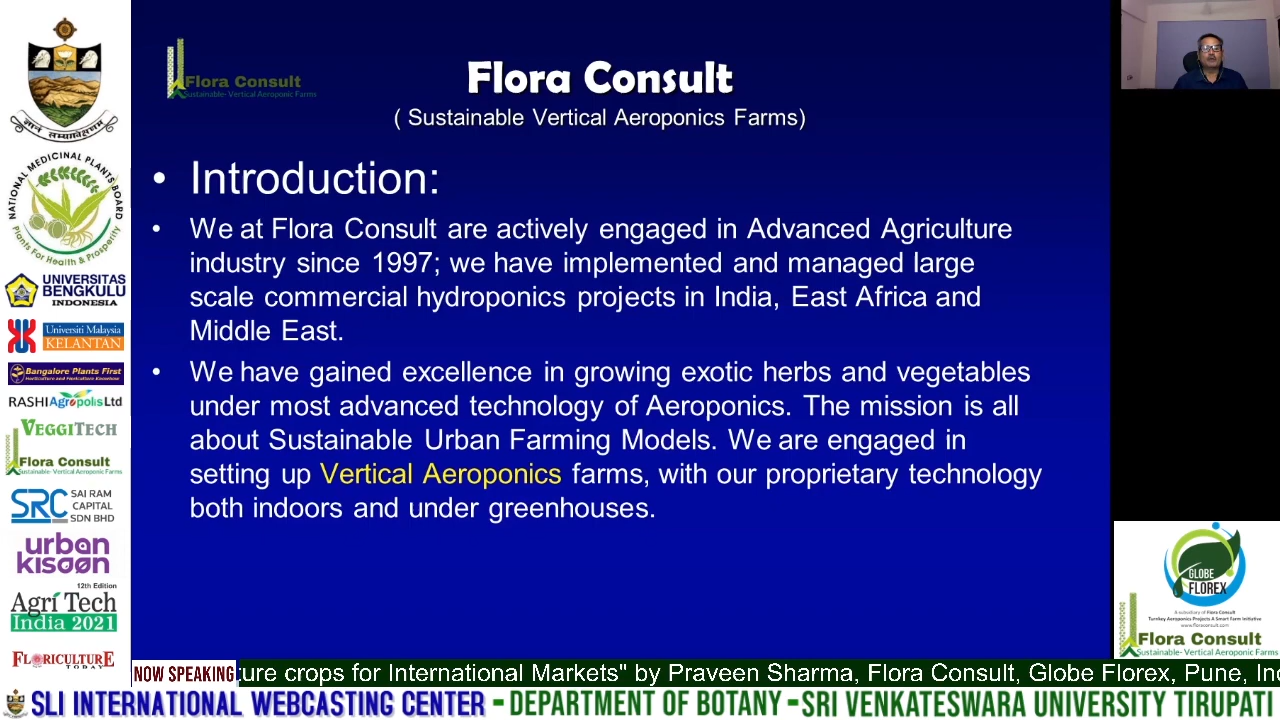 Flora Consult
Sustainable- Vertical Aeroponic Farms
Flora Consult
( Sustainable Vertical Aeroponics Farms)
• Introduction:
• We at Flora Consult are actively engaged in Advanced Agriculture
industry since 1997; we have implemented and managed large
scale commercial hydroponics projects in India, East Africa and
Middle East.
• We have gained excellence in growing exotic herbs and vegetables
under most advanced technology of Aeroponics. The mission is all
about Sustainable Urban Farming Models. We are engaged in
setting up Vertical Aeroponics farms, with our proprietary technology
both indoors and under greenhouses.
ज्ञानं सम्यगवेक्षणम्
NATIONAL MEDICINAL PLANTS BOARD
Plants For Health & Prosperity
UNIVERSITAS
BENGKULU
INDONESIA
Universiti Malaysia
KELANTAN
Bangalore Plants First
Horticulture and Floriculture Knowhow
RASHI Agropolis Ltd
VEGGITECH
Flora Consult
Sustainable- Vertical Aeroponic Farms
SRC SAI RAM
CAPITAL
SDN BHD
urban
kisaan
12th Edition
Agri Tech
India 2021
FLORICULTURE
TODAY
GLOBE
FLOREX
A subsidiary of Flora Consult
Turnkey Aeroponics Projects A Smart Farm Initiative
www.floraconsult.com
Flora Consult
Sustainable- Vertical Aeroponic Farms
NOW SPEAKING: ure crops for International Markets" by Praveen Sharma, Flora Consult, Globe Florex, Pune, Inc
SLI INTERNATIONAL WEBCASTING CENTER - DEPARTMENT OF BOTANY - SRI VENKATESWARA UNIVERSITY TIRUPATI